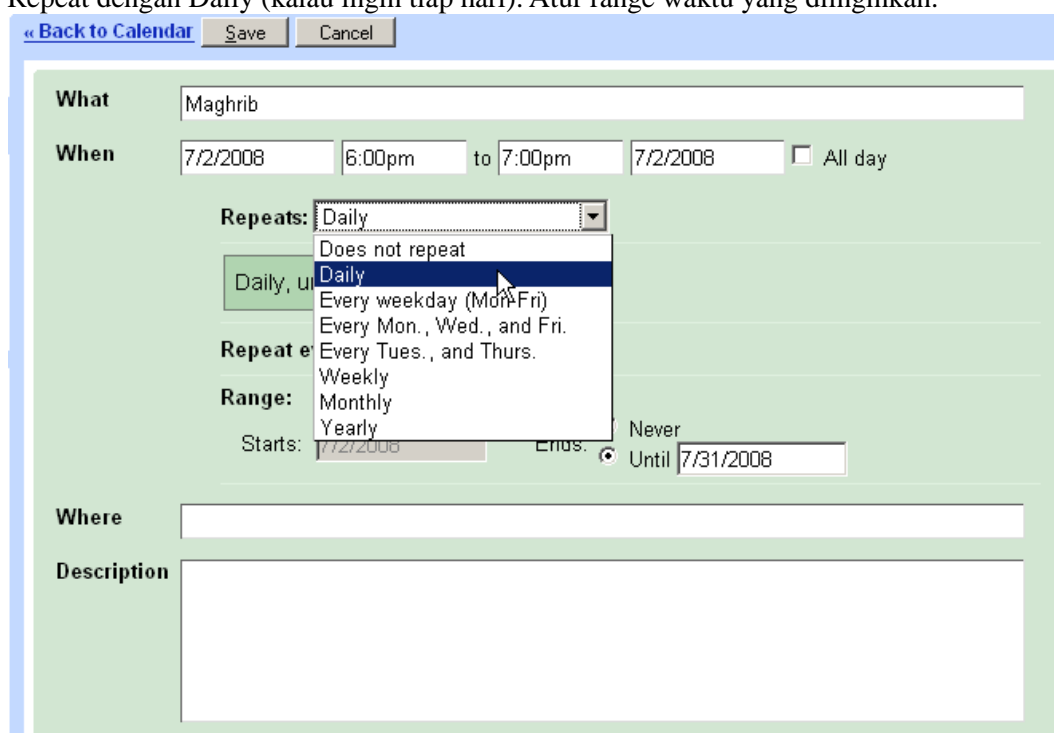 Repeat dengan Daily (kalau ingin tiap hari). Atur range waktu yang diinginkan.
« Back to Calendar Save Cancel
What Maghrib
When 7/2/2008 6:00pm to 7:00pm 7/2/2008 All day
Repeats: Daily
Does not repeat
Daily, Daily
Every weekday (Mon-Fri)
Every Mon., Wed., and Fri.
Repeat Every Tues., and Thurs.
Weekly
Range: Monthly
Yearly
Never
Starts: 7/2/2008 Ends: Until 7/31/2008
Where
Description